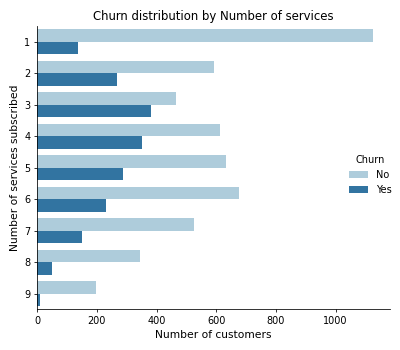 Churn distribution by Number of services
Number of services subscribed
1
2
3
4
5
6
7
8
9
Churn
No
Yes
0 200 400 600 800 1000
Number of customers